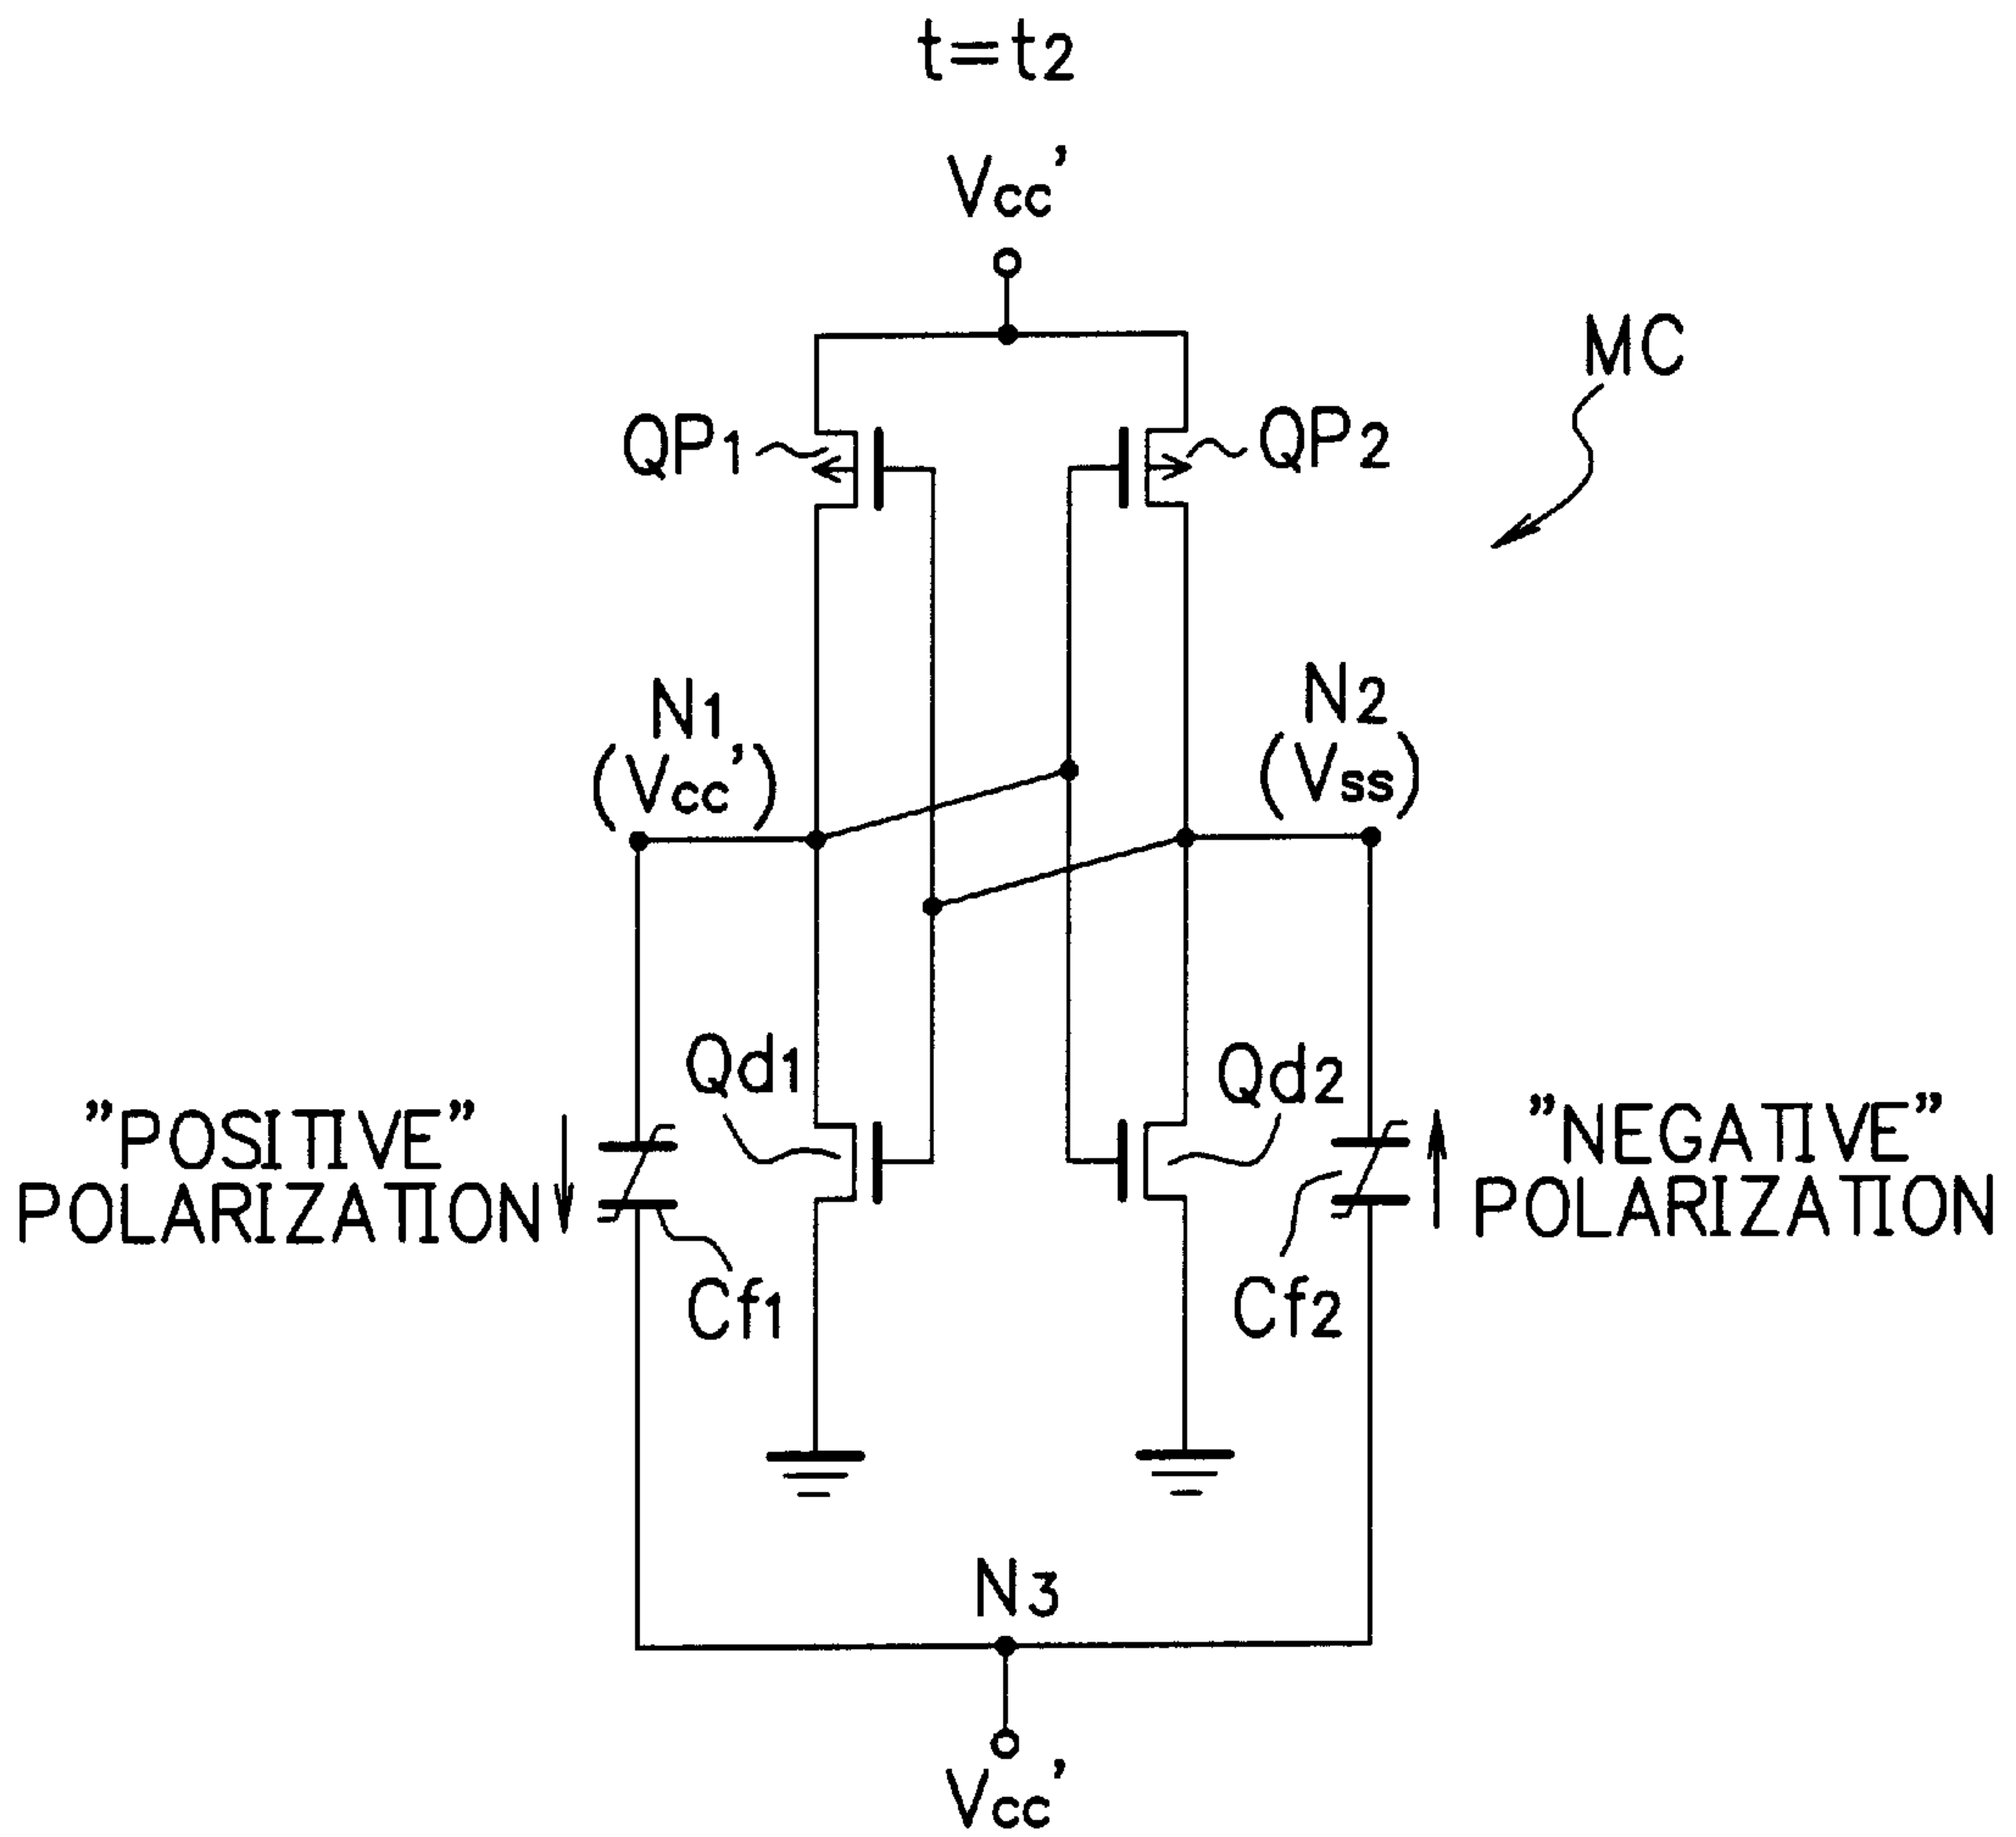 t=t2
Vcc'
MC
QP1
QP2
N1
(Vcc')
N2
(Vss)
Qd1
Qd2
"POSITIVE"
POLARIZATION
"NEGATIVE"
POLARIZATION
Cf1
Cf2
N3
Vcc'